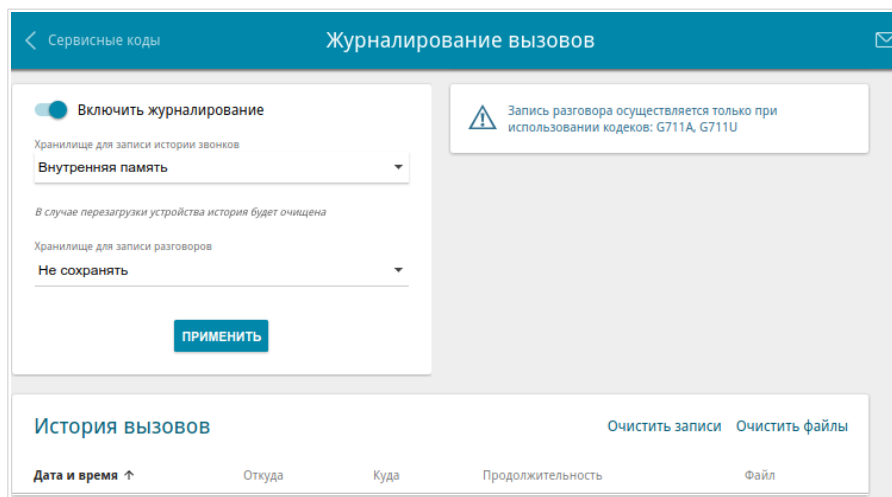 Сервисные коды
Журналирование вызовов
Включить журналирование
Хранилище для записи истории звонков
Внутренняя память
В случае перезагрузки устройства история будет очищена
Хранилище для записи разговоров
Не сохранять
ПРИМЕНИТЬ
Запись разговора осуществляется только при
использовании кодеков: G711A, G711U
История вызовов
Очистить записи Очистить файлы
Дата и время ↑ Откуда Куда Продолжительность Файл